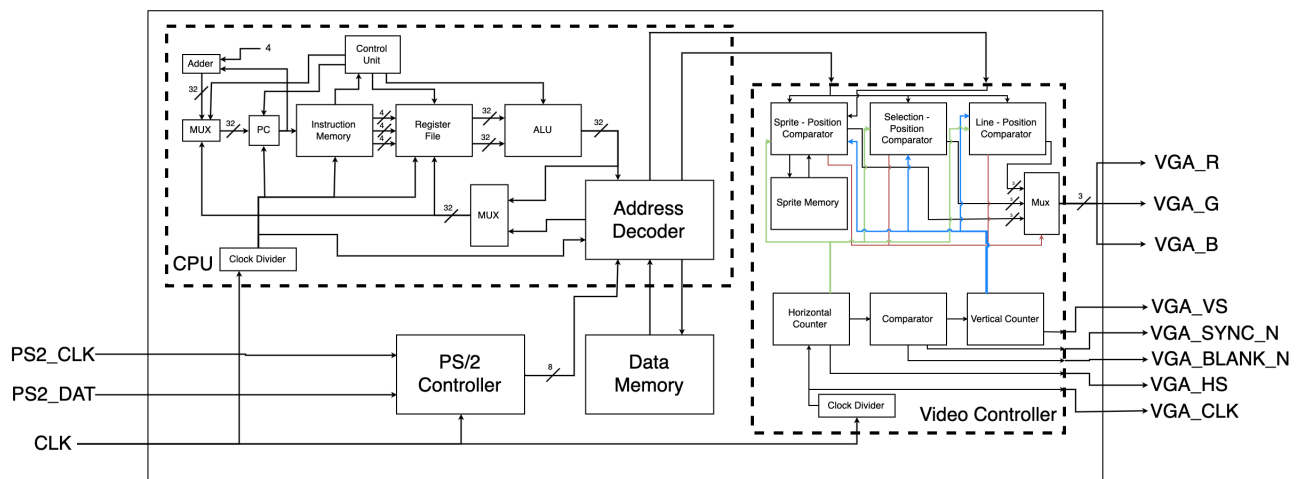 4
Adder
Control
Unit
32
MUX
32
PC
Instruction
Memory
4
4
4
Register
File
32
32
ALU
32
MUX
32
Address
Decoder
Clock Divider
CPU
Sprite - Position
Comparator
Selection -
Position
Comparator
Line - Position
Comparator
Sprite Memory
3
3
3
Mux
3
VGA_R
VGA_G
VGA_B
Horizontal
Counter
Comparator
Vertical Counter
Clock Divider
Video Controller
VGA_VS
VGA_SYNC_N
VGA_BLANK_N
VGA_HS
VGA_CLK
PS2_CLK
PS2_DAT
CLK
PS/2
Controller
8
Data
Memory